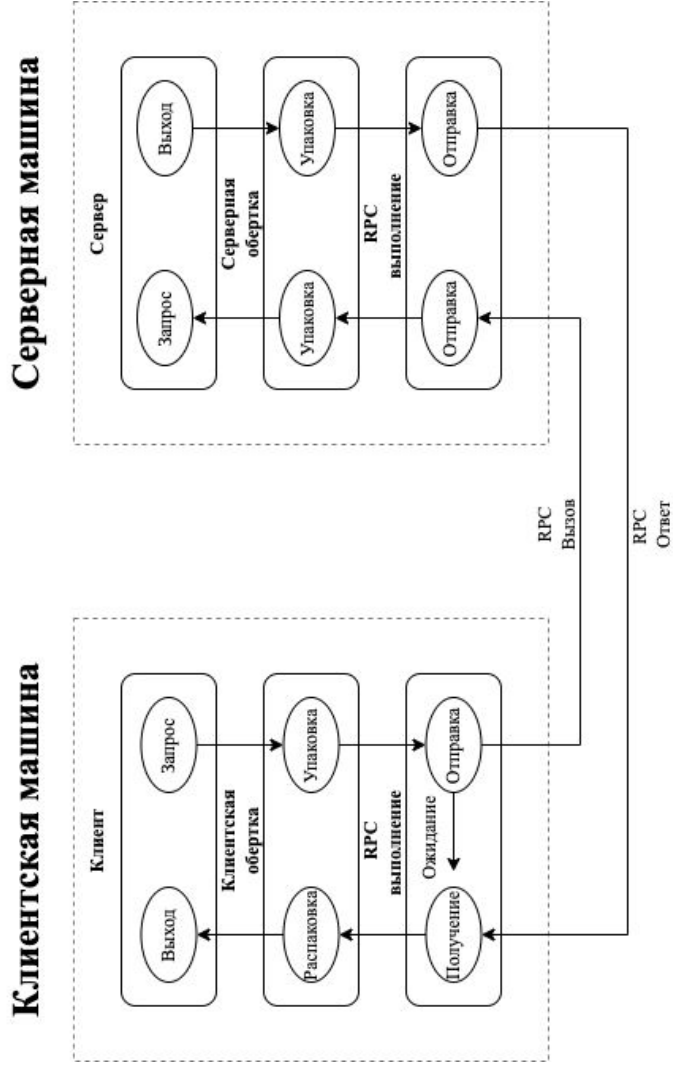 Клиентская машина
Клиент
Выход
Запрос
Клиентская
обертка
Распаковка
Упаковка
RPC
выполнение
Ожидание
Получение
Отправка
Серверная машина
Сервер
Запрос
Выход
Серверная
обертка
Упаковка
Упаковка
RPC
выполнение
Отправка
Отправка
RPC
Вызов
RPC
Ответ